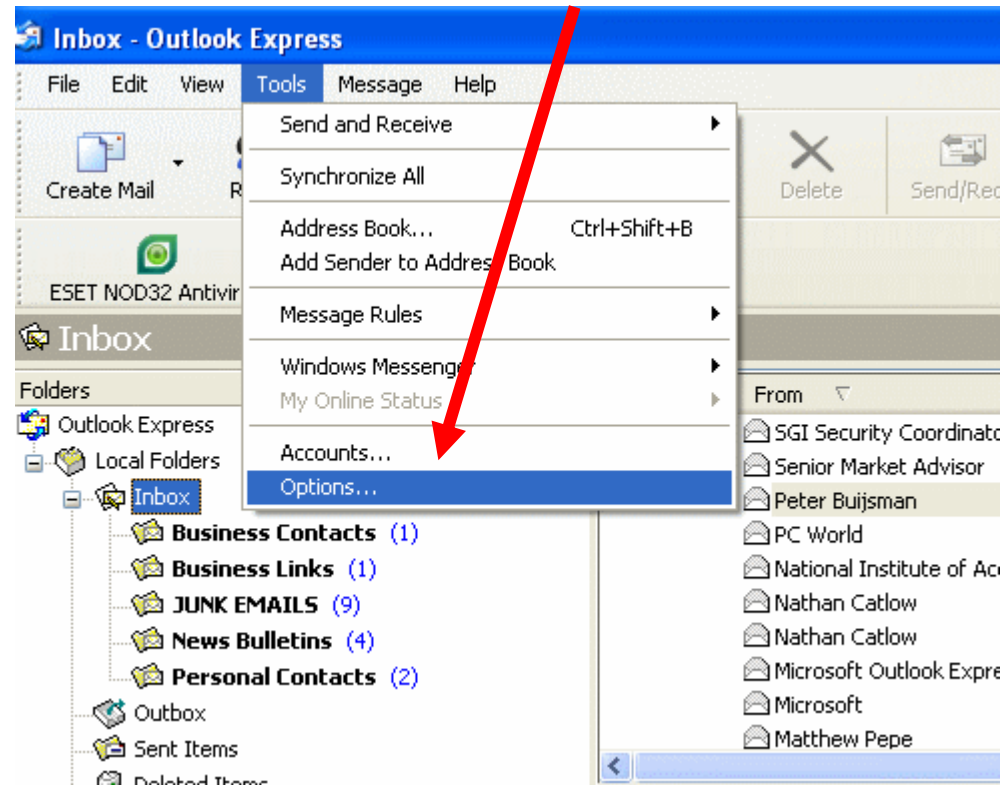 Inbox - Outlook Express
File Edit View Tools Message Help
Send and Receive
Synchronize All
Address Book... Ctrl+Shift+B
Add Sender to Address Book
Message Rules
Windows Messenger
My Online Status
Accounts...
Options...
Create Mail
Delete
ESET NOD32
Inbox
Folders
Outlook Express
Local Folders
Inbox
Business Contacts (1)
Business Links (1)
JUNK EMAILS (9)
News Bulletins (4)
Personal Contacts (2)
Outbox
Sent Items
Deleted Items
From
SGI Security
Senior Market Advisor
Peter Buijsman
PC World
National Institute of
Nathan Catlow
Nathan Catlow
Microsoft Outlook
Microsoft
Matthew Pepe